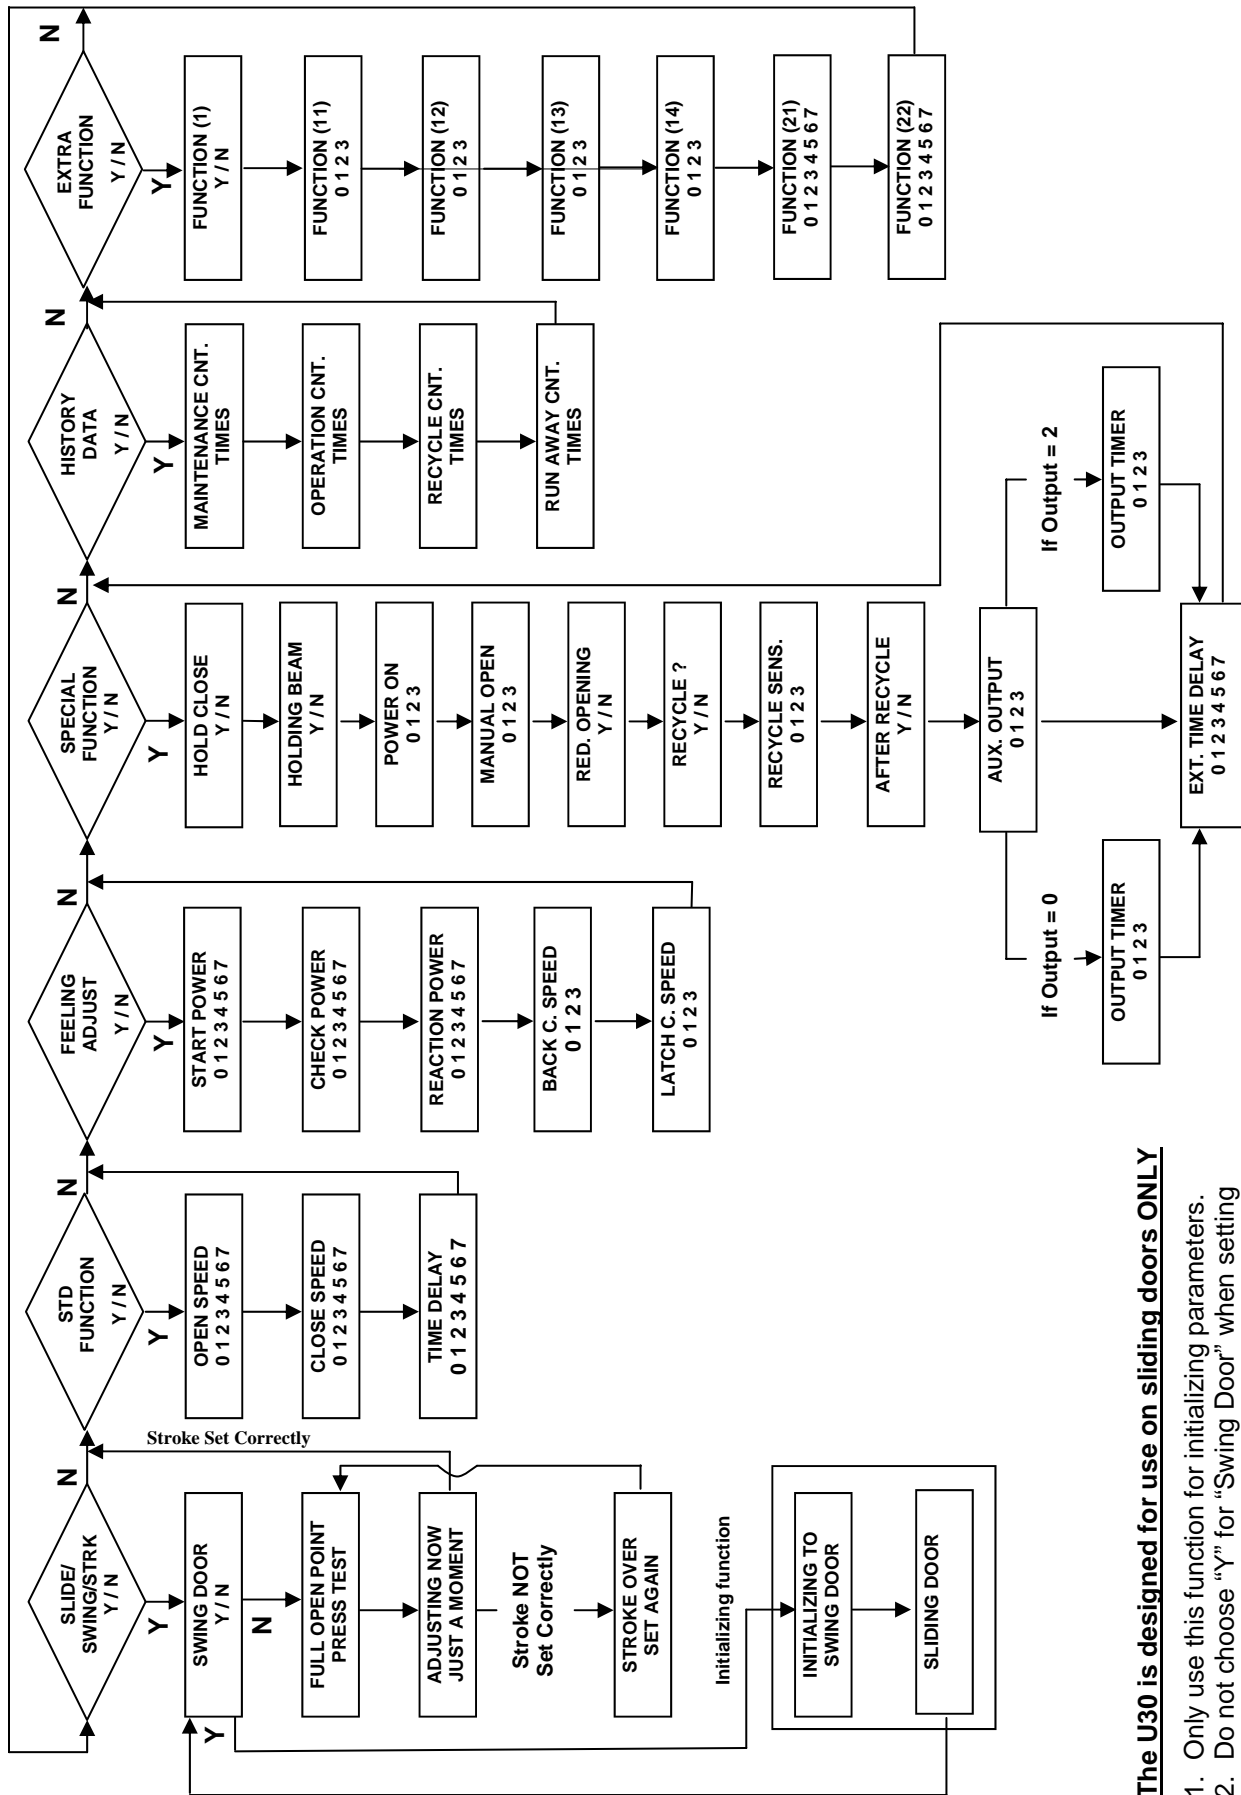 SLIDE/
SWING/STRK
Y / N
N
Y
SWING DOOR
Y / N
Y
N
FULL OPEN POINT
PRESS TEST
ADJUSTING NOW
JUST A MOMENT
Stroke Set Correctly
Stroke NOT
Set Correctly
STROKE OVER
SET AGAIN
Initializing function
INITIALIZING TO
SWING DOOR
SLIDING DOOR
STD
FUNCTION
Y / N
N
Y
OPEN SPEED
0 1 2 3 4 5 6 7
CLOSE SPEED
0 1 2 3 4 5 6 7
TIME DELAY
0 1 2 3 4 5 6 7
FEELING
ADJUST
Y / N
N
Y
START POWER
0 1 2 3 4 5 6 7
CHECK POWER
0 1 2 3 4 5 6 7
REACTION POWER
0 1 2 3 4 5 6 7
BACK C. SPEED
0 1 2 3
LATCH C. SPEED
0 1 2 3
SPECIAL
FUNCTION
Y / N
N
Y
HOLD CLOSE
Y / N
HOLDING BEAM
Y / N
POWER ON
0 1 2 3
MANUAL OPEN
0 1 2 3
RED. OPENING
Y / N
RECYCLE ?
Y / N
RECYCLE SENS.
0 1 2 3
AFTER RECYCLE
Y / N
AUX. OUTPUT
0 1 2 3
If Output = 0
OUTPUT TIMER
0 1 2 3
If Output = 2
OUTPUT TIMER
0 1 2 3
EXT. TIME DELAY
0 1 2 3 4 5 6 7
HISTORY
DATA
Y / N
N
Y
MAINTENANCE CNT.
TIMES
OPERATION CNT.
TIMES
RECYCLE CNT.
TIMES
RUN AWAY CNT.
TIMES
EXTRA
FUNCTION
Y / N
N
Y
FUNCTION (1)
Y / N
FUNCTION (11)
0 1 2 3
FUNCTION (12)
0 1 2 3
FUNCTION (13)
0 1 2 3
FUNCTION (14)
0 1 2 3
FUNCTION (21)
0 1 2 3 4 5 6 7
FUNCTION (22)
0 1 2 3 4 5 6 7
The U30 is designed for use on sliding doors ONLY
1. Only use this function for initializing parameters.
2. Do not choose “Y” for “Swing Door” when setting